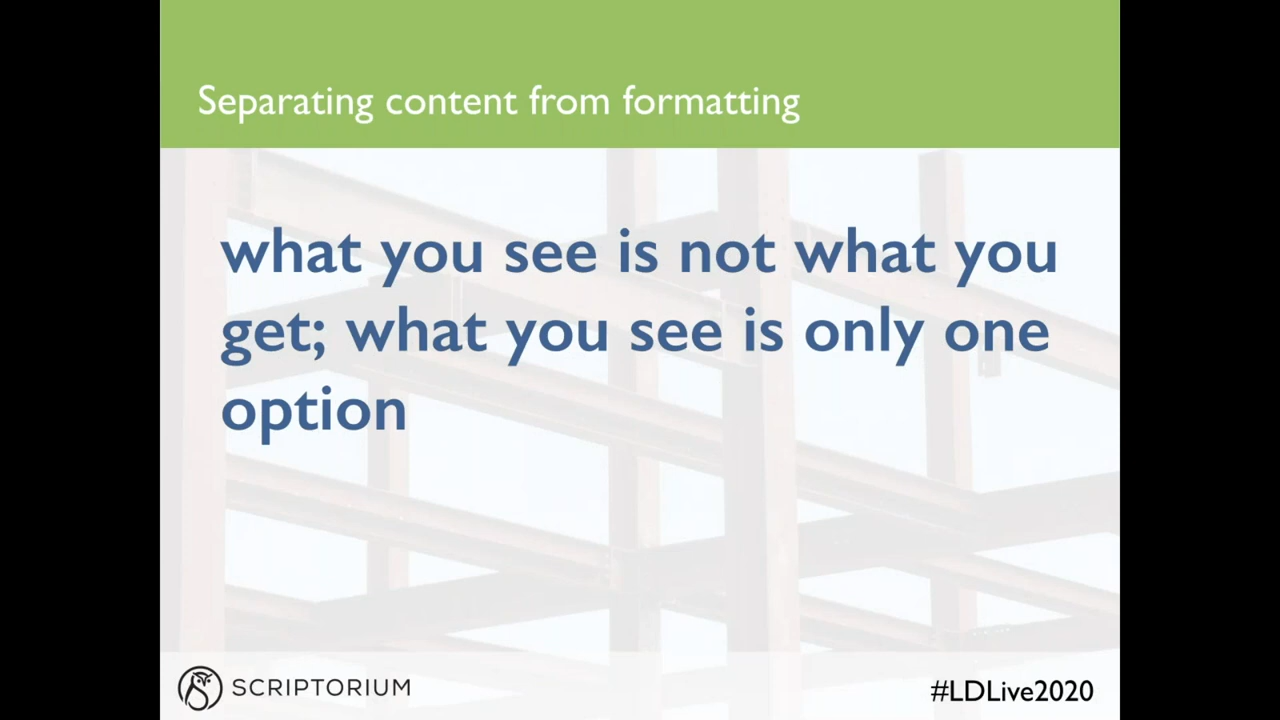 Separating content from formatting
what you see is not what you
get; what you see is only one
option
SCRIPTORIUM
#LDLive2020